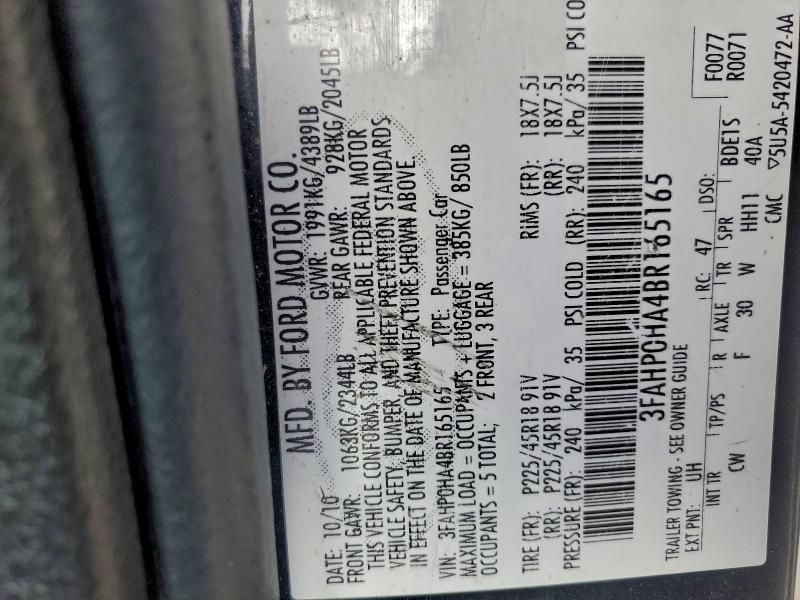 MFD. BY FORD MOTOR CO.
DATE: 10/10 GVWR: 1991KG/4389LB
FRONT GAWR: 1063KG/2344LB REAR GAWR: 928KG/2045LB
THIS VEHICLE CONFORMS TO ALL APPLICABLE FEDERAL MOTOR
VEHICLE SAFETY, BUMPER, AND THEFT PREVENTION STANDARDS
IN EFFECT ON THE DATE OF MANUFACTURE SHOWN ABOVE.
VIN: 3FAHP0HA4BR165165 TYPE: Passenger Car
MAXIMUM LOAD = OCCUPANTS + LUGGAGE = 385KG/ 850LB
OCCUPANTS = 5 TOTAL; 2 FRONT, 3 REAR
TIRE (FR): P225/45R18 91V RIMS (FR): 18X7.5J
(RR): P225/45R18 91V (RR): 18X7.5J
PRESSURE (FR): 240 kPa/ 35 PSI COLD (RR): 240 kPa/ 35 PSI CO
3FAHP0HA4BR165165
TRAILER TOWING - SEE OWNER GUIDE F0077
EXT PNT: UH RC: 47 DSO: R0071
INT TR TP/PS R AXLE TR SPR BDE1S
CW F 30 W HH11 40A
CMC ▽5U5A-5420472-AA